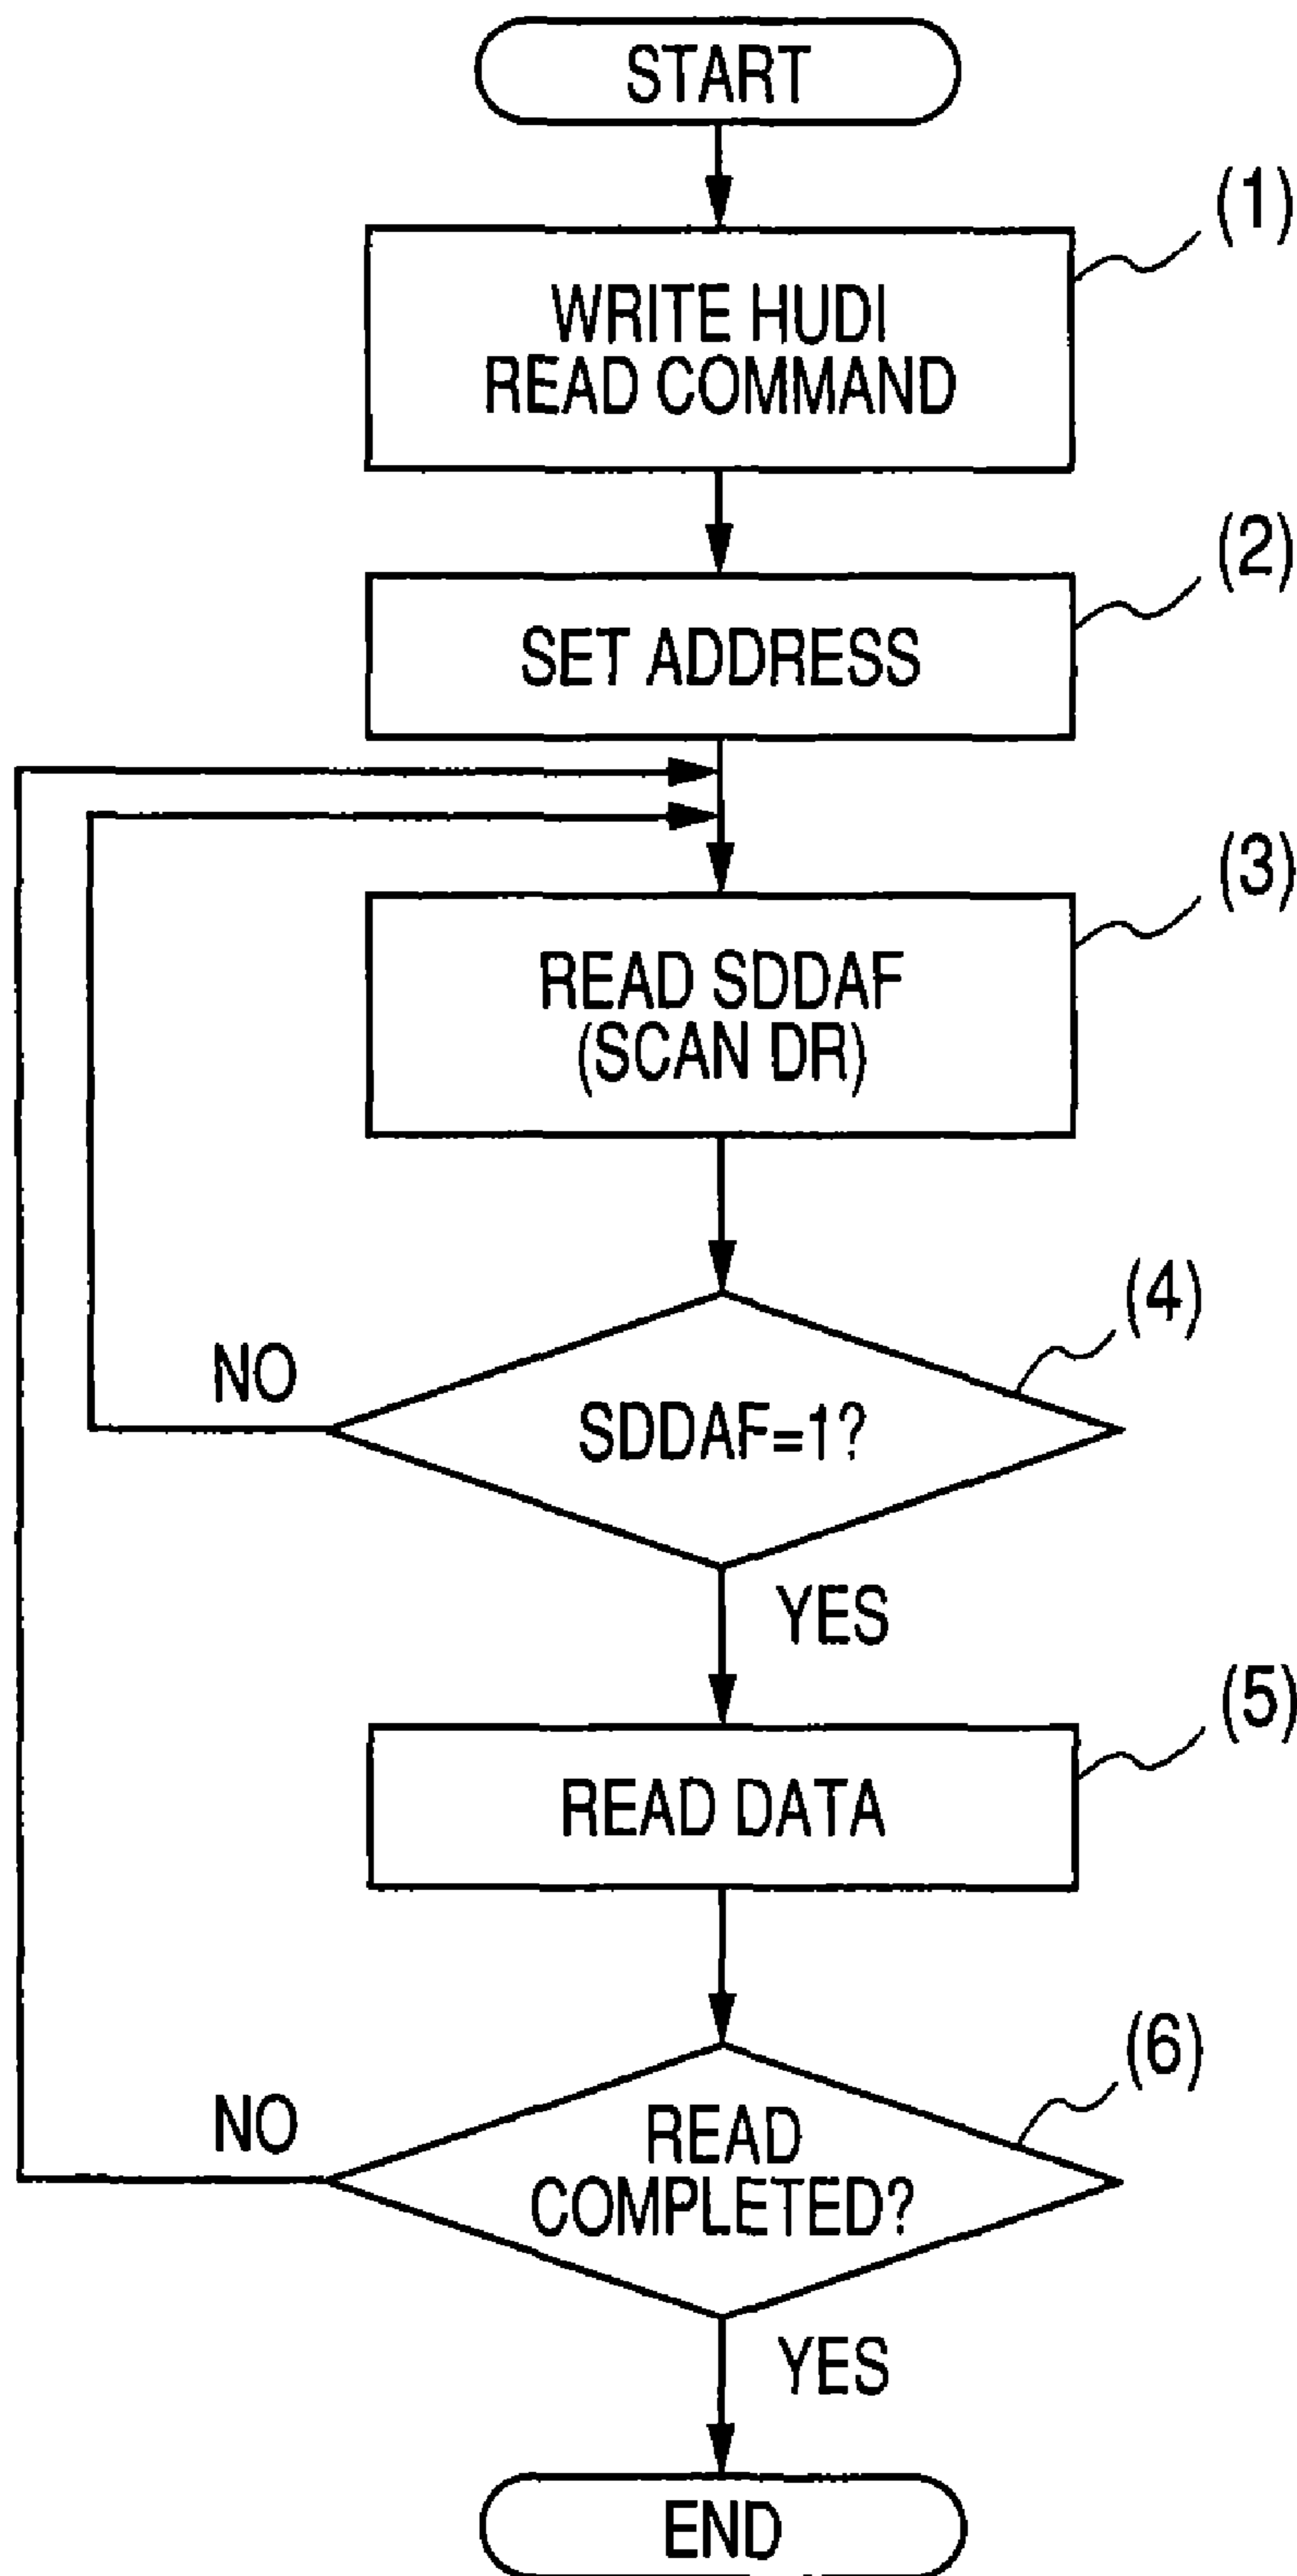 START
(1)
WRITE HUDI
READ COMMAND
(2)
SET ADDRESS
(3)
READ SDDAF
(SCAN DR)
(4)
NO
SDDAF=1?
YES
(5)
READ DATA
(6)
NO
READ
COMPLETED?
YES
END